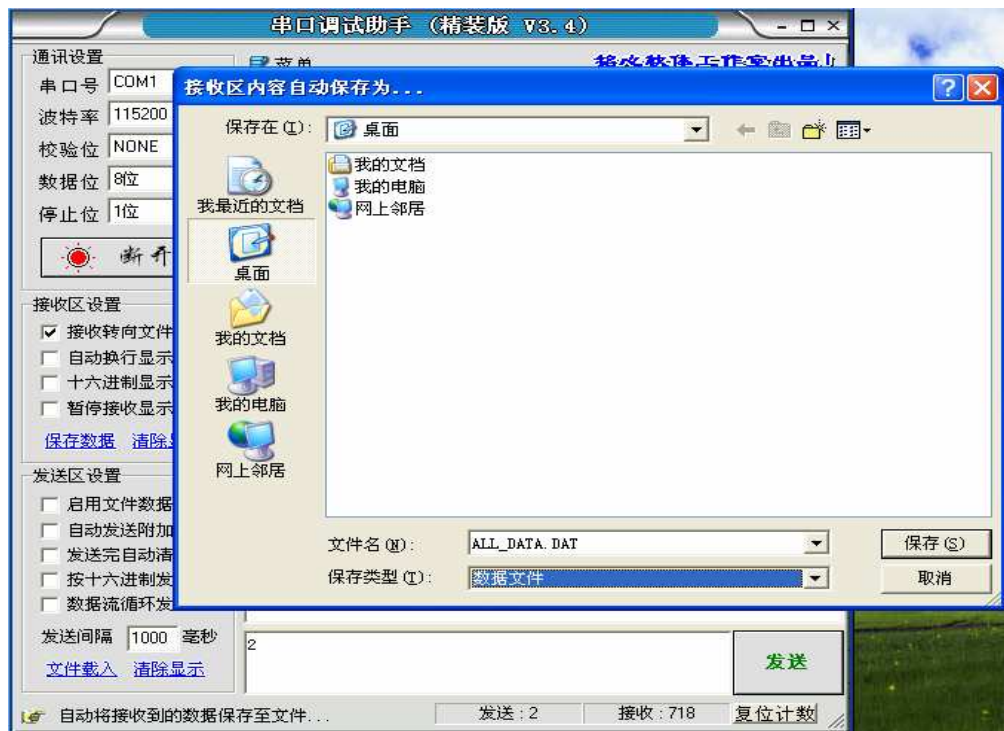 串口调试助手 (精装版 V3.4)
通讯设置
菜单
串口号 COM1
波特率 115200
校验位 NONE
数据位 8位
停止位 1位
断开
接收区设置
接收转向文件
自动换行显示
十六进制显示
暂停接收显示
保存数据 清除
发送区设置
启用文件数据
自动发送附加
发送完自动清
按十六进制发
数据流循环发
发送间隔 1000 毫秒
文件载入 清除显示
接收区内容自动保存为...
保存在(I): 桌面
我最近的文档
桌面
我的文档
我的电脑
网上邻居
我的文档
我的电脑
网上邻居
文件名(N): ALL_DATA.DAT 保存(S)
保存类型(T): 数据文件 取消
2
发送
自动将接收到的数据保存至文件... 发送:2 接收:718 复位计数